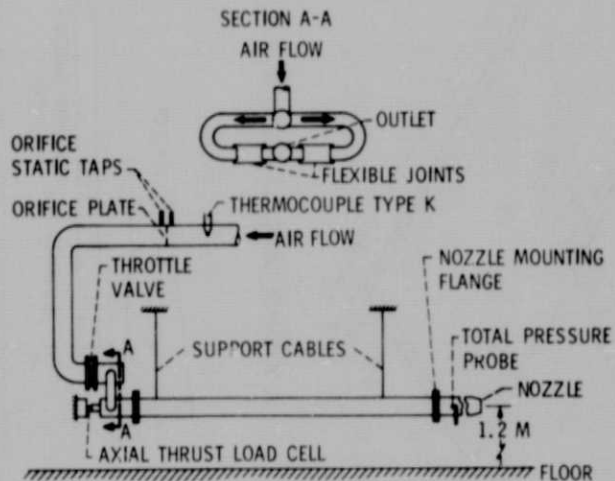 SECTION A-A
AIR FLOW
OUTLET
FLEXIBLE JOINTS
ORIFICE
STATIC TAPS
ORIFICE PLATE
THERMOCOUPLE TYPE K
AIR FLOW
THROTTLE
VALVE
NOZZLE MOUNTING
FLANGE
SUPPORT CABLES
TOTAL PRESSURE
PROBE
NOZZLE
A
A
1.2 M
AXIAL THRUST LOAD CELL
FLOOR